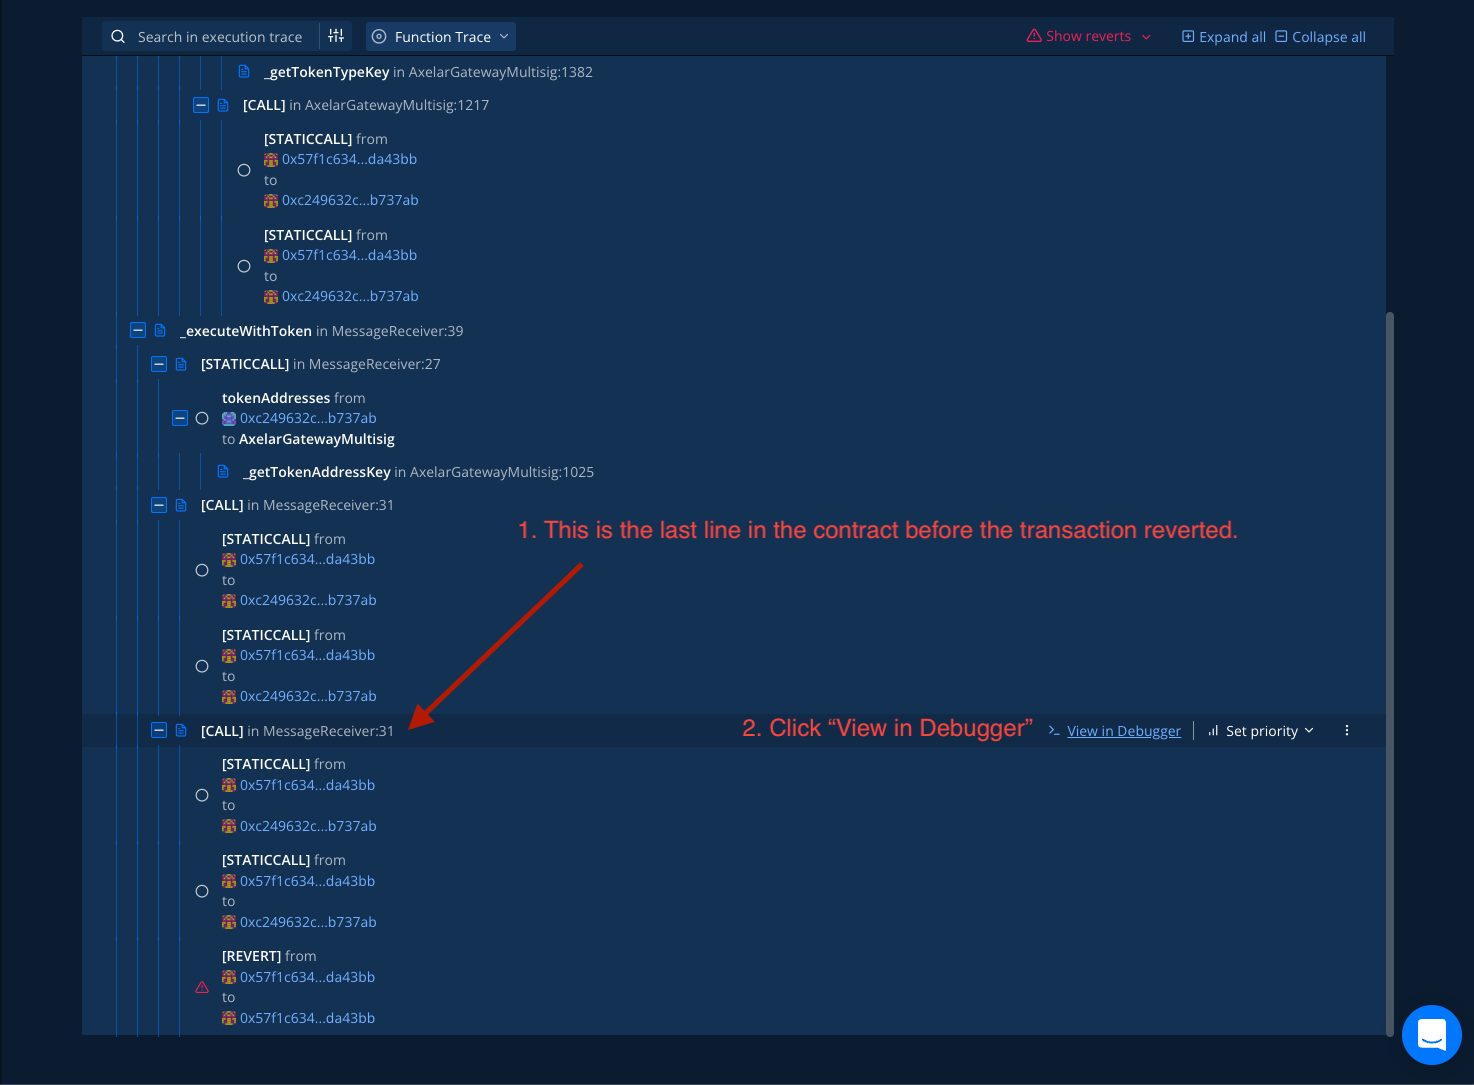 Search in execution trace
Function Trace
Show reverts
Expand all
Collapse all
_getTokenTypeKey in AxelarGatewayMultisig:1382
[CALL] in AxelarGatewayMultisig:1217
[STATICCALL] from
0x57f1c634...da43bb
to
0xc249632c...b737ab
[STATICCALL] from
0x57f1c634...da43bb
to
0xc249632c...b737ab
_executeWithToken in MessageReceiver:39
[STATICCALL] in MessageReceiver:27
tokenAddresses from
0xc249632c...b737ab
to AxelarGatewayMultisig
_getTokenAddressKey in AxelarGatewayMultisig:1025
[CALL] in MessageReceiver:31
1. This is the last line in the contract before the transaction reverted.
[STATICCALL] from
0x57f1c634...da43bb
to
0xc249632c...b737ab
[STATICCALL] from
0x57f1c634...da43bb
to
0xc249632c...b737ab
[CALL] in MessageReceiver:31
2. Click “View in Debugger”
View in Debugger
Set priority
[STATICCALL] from
0x57f1c634...da43bb
to
0xc249632c...b737ab
[STATICCALL] from
0x57f1c634...da43bb
to
0xc249632c...b737ab
[REVERT] from
0x57f1c634...da43bb
to
0x57f1c634...da43bb